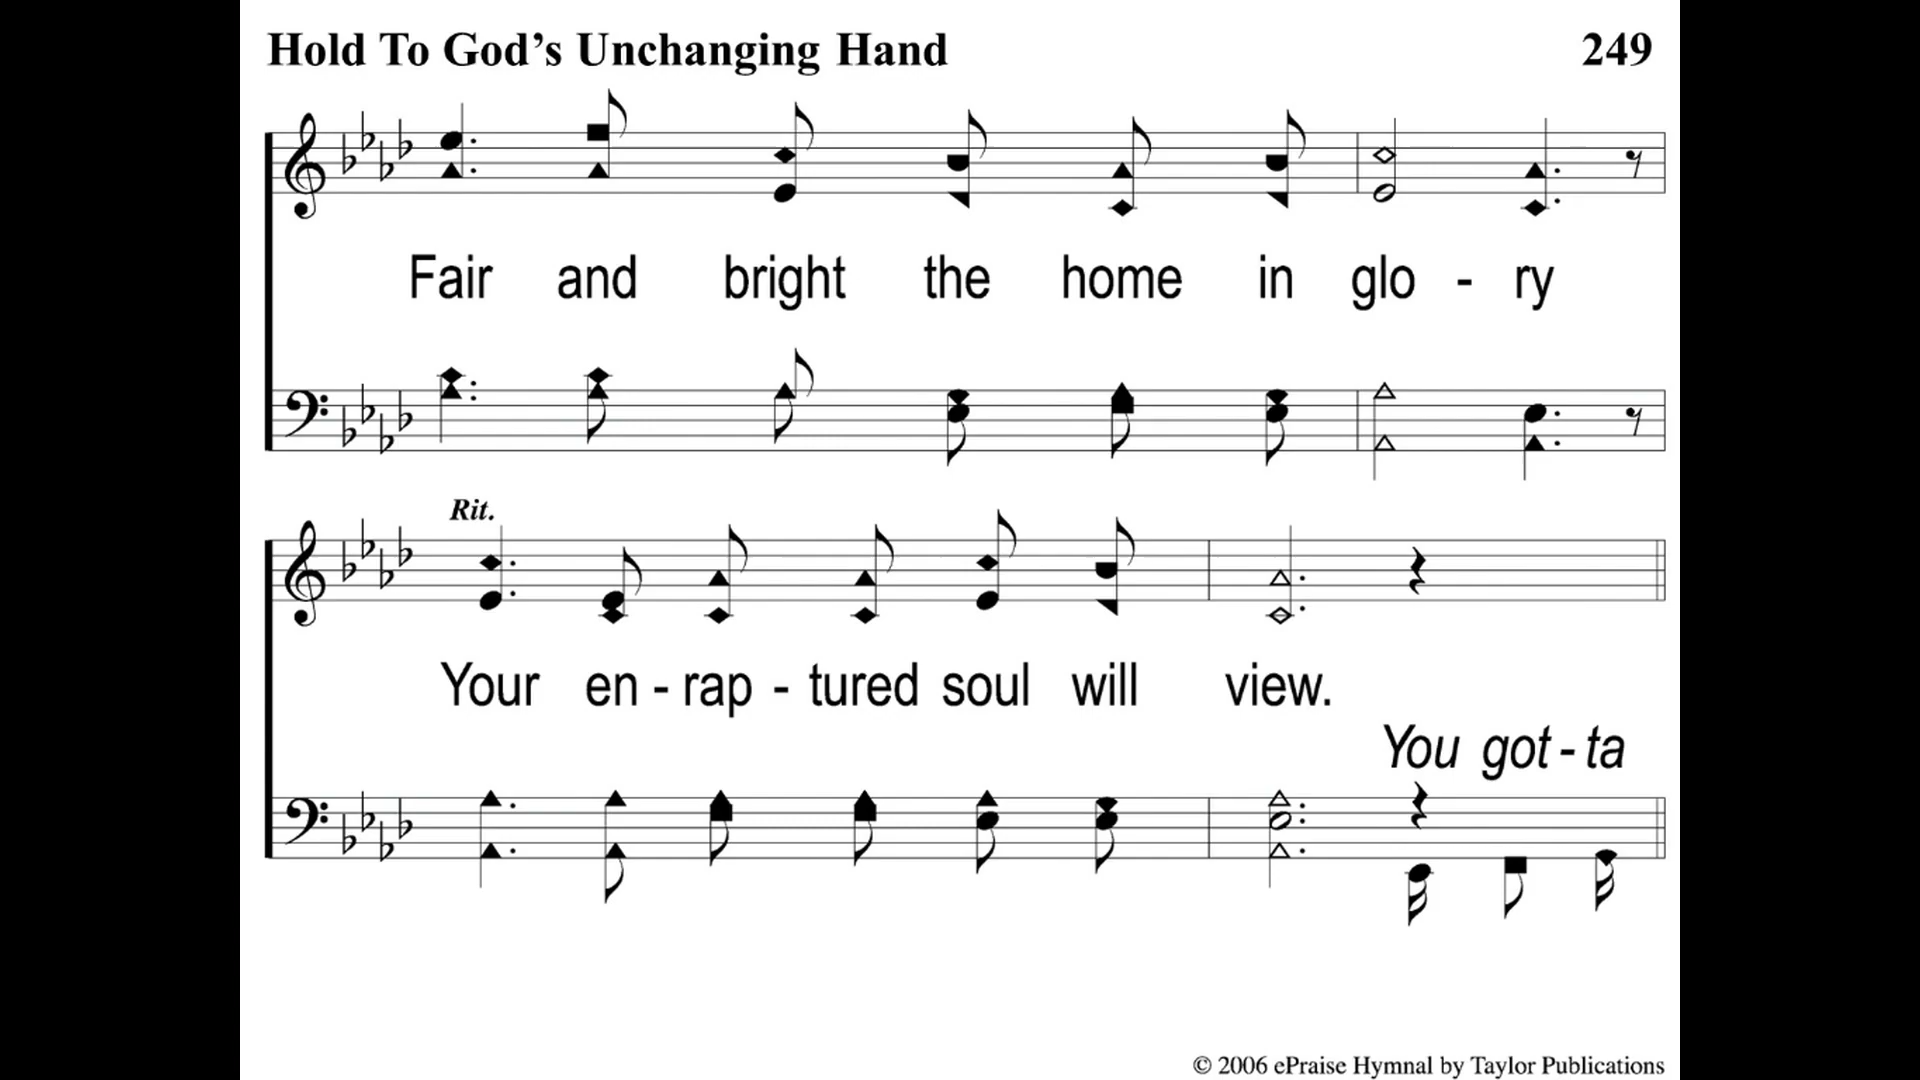 Hold To God's Unchanging Hand 249
Fair and bright the home in glo - ry
Rit.
Your en - rap - tured soul will view.
You got - ta
© 2006 ePraise Hymnal by Taylor Publications